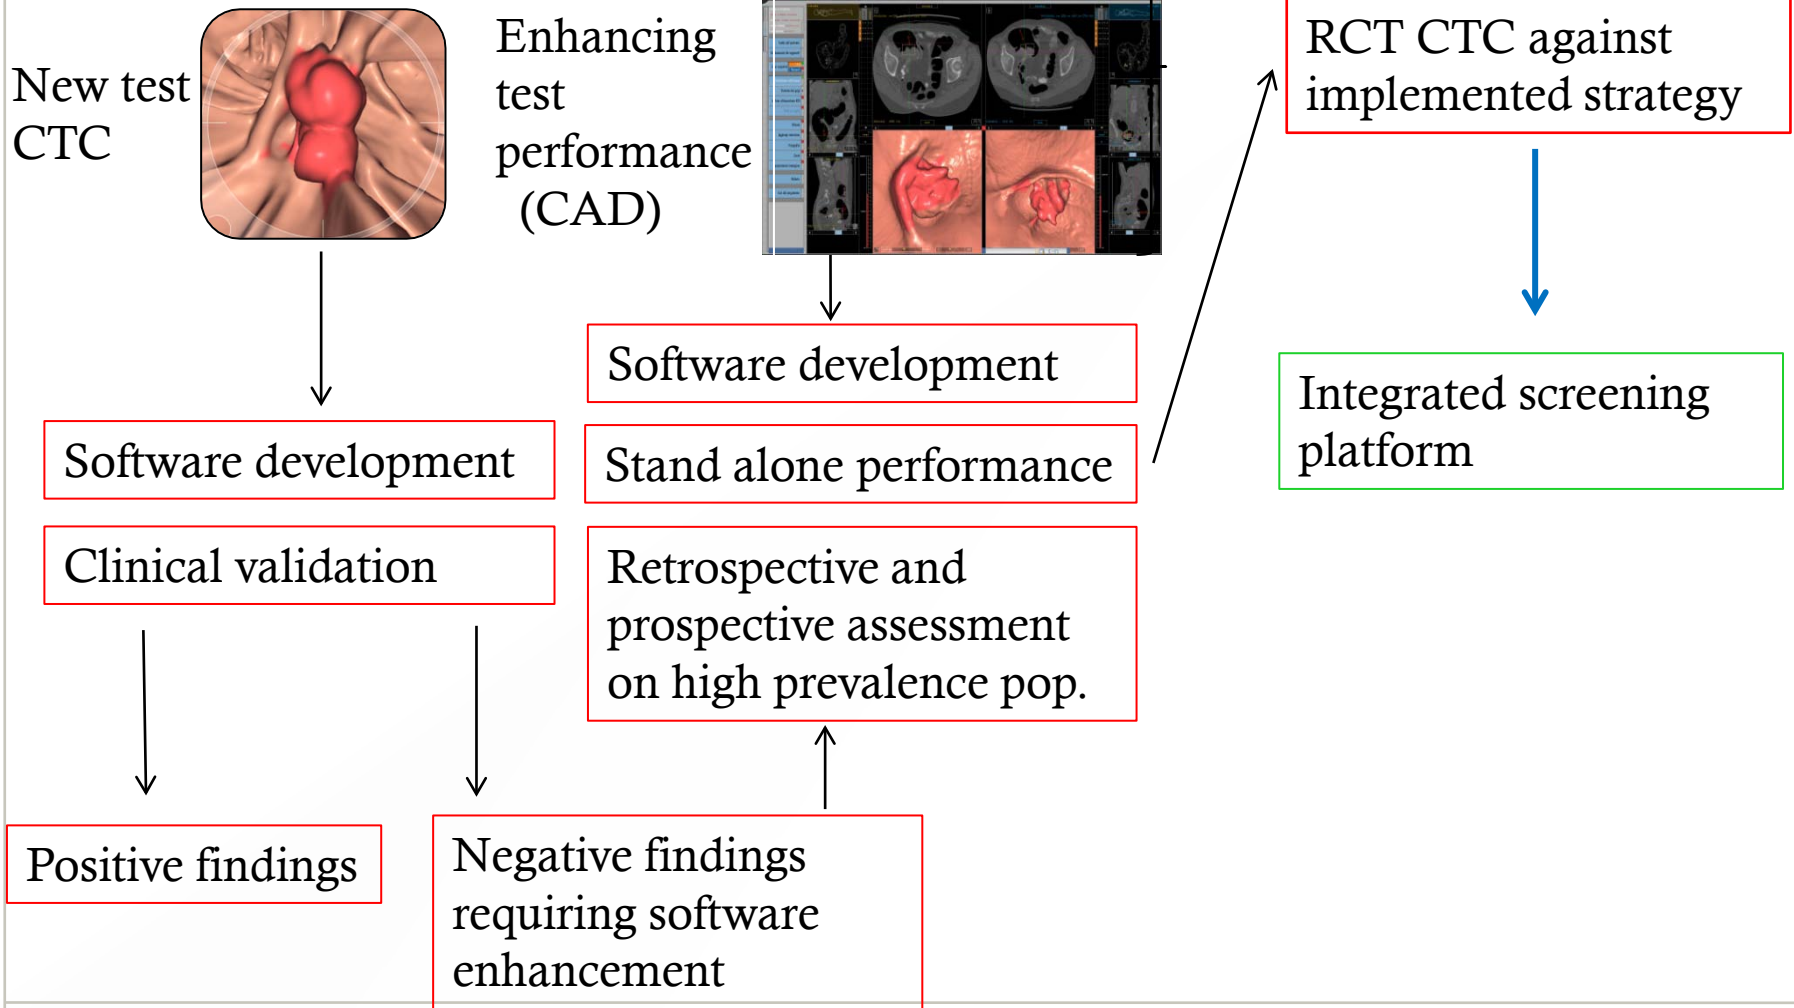 New test
CTC
Enhancing
test
performance
(CAD)
RCT CTC against
implemented strategy
Software development
Clinical validation
Positive findings
Negative findings
requiring software
enhancement
Software development
Stand alone performance
Retrospective and
prospective assessment
on high prevalence pop.
Integrated screening
platform